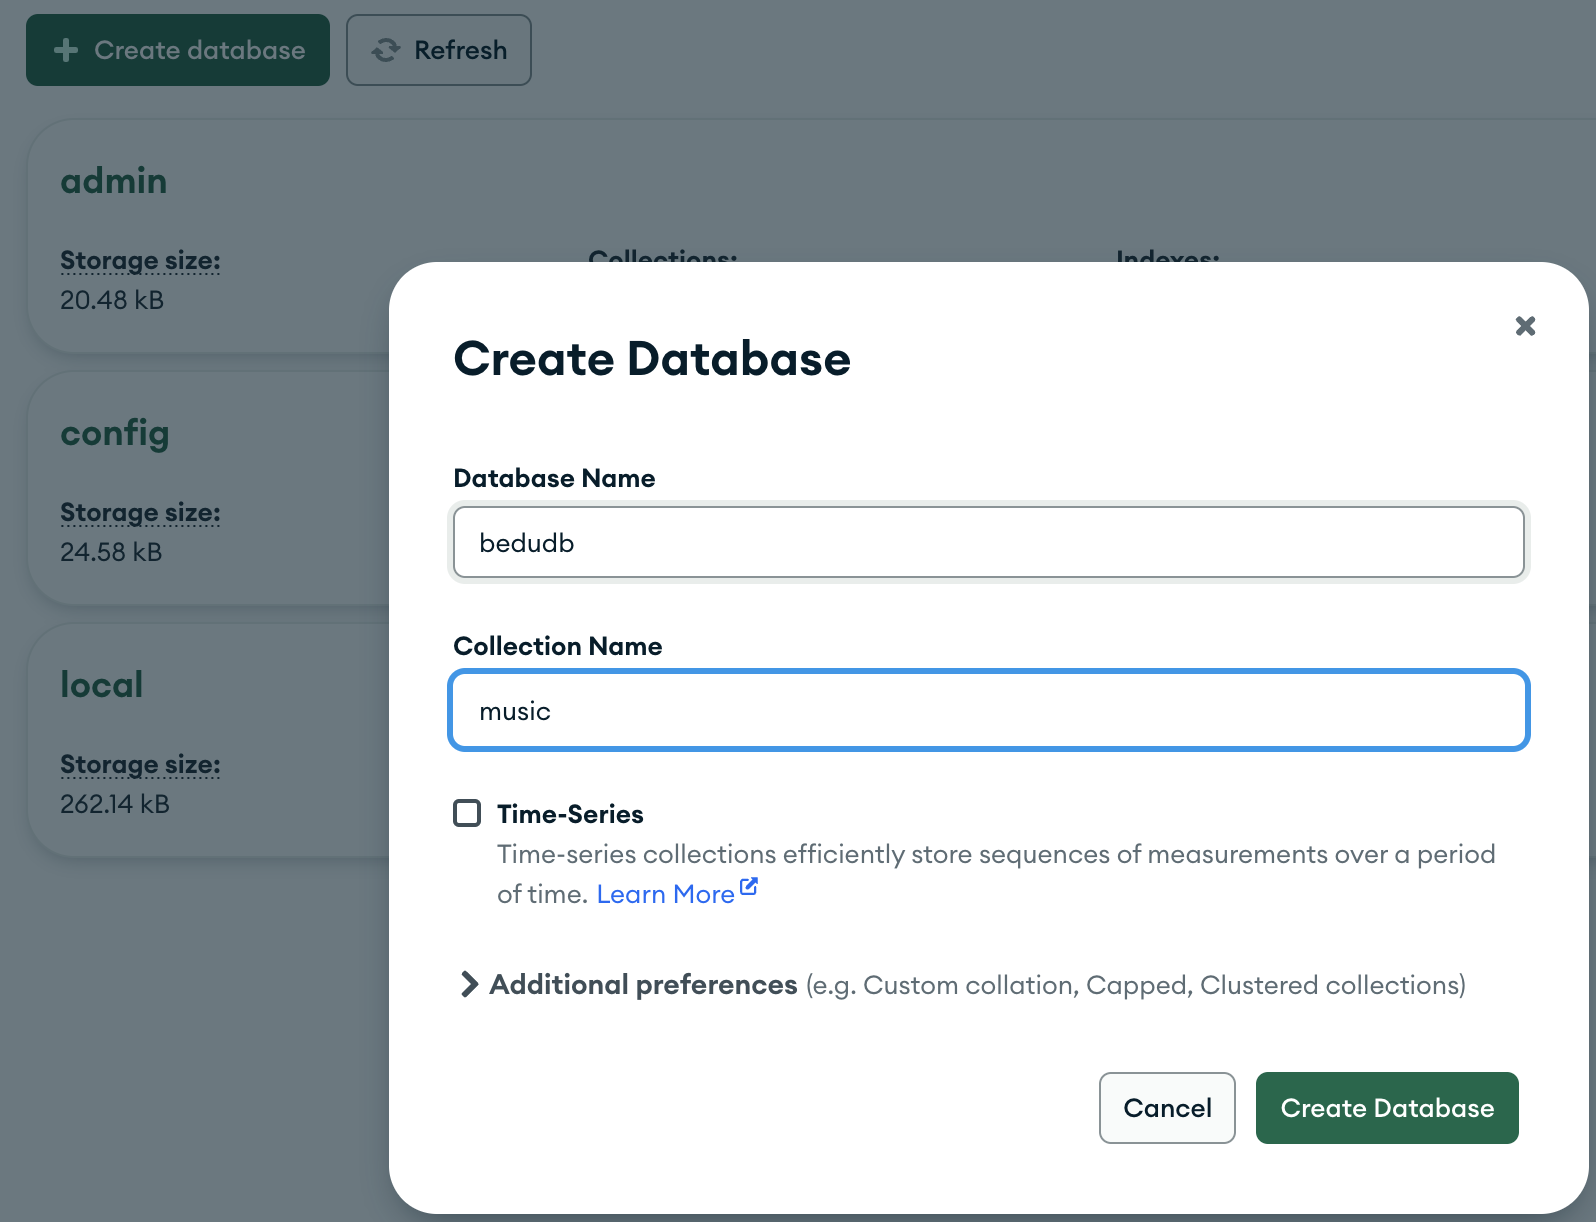 Create database
Refresh
admin
Storage size:
Collections:
Indexes:
20.48 kB
config
Storage size:
24.58 kB
local
Storage size:
262.14 kB
Create Database
Database Name
bedudb
Collection Name
music
Time-Series
Time-series collections efficiently store sequences of measurements over a period
of time. Learn More
Additional preferences (e.g. Custom collation, Capped, Clustered collections)
Cancel
Create Database